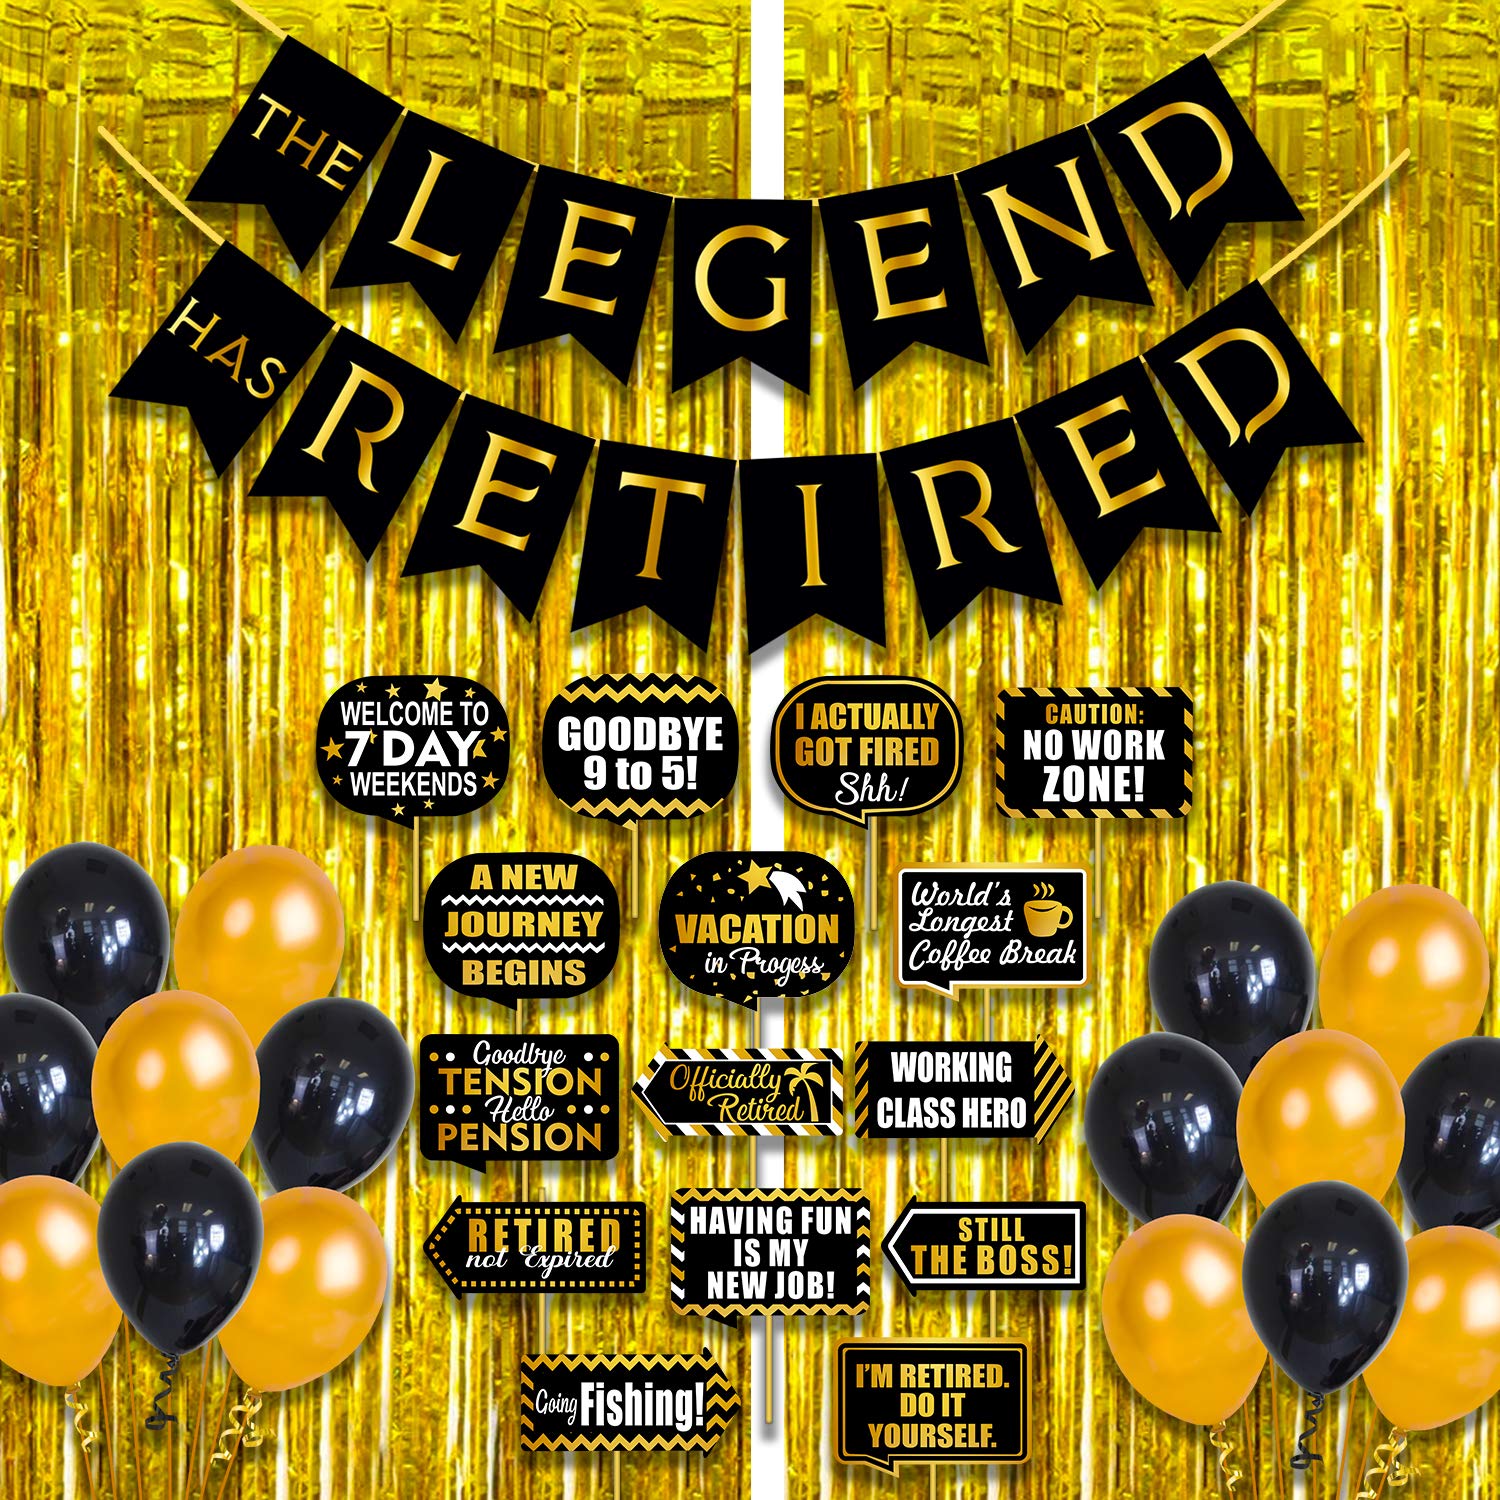 THE LEGEND
HAS RETIRED
WELCOME TO
7 DAY
WEEKENDS
GOODBYE
9 to 5!
I ACTUALLY
GOT FIRED
Shh!
CAUTION:
NO WORK
ZONE!
A NEW
JOURNEY
BEGINS
VACATION
in Progess
World's
Longest
Coffee Break
Goodbye
TENSION
Hello
PENSION
Officially
Retired
WORKING
CLASS HERO
RETIRED
not Expired
HAVING FUN
IS MY
NEW JOB!
STILL
THE BOSS!
Going Fishing!
I'M RETIRED.
DO IT
YOURSELF.